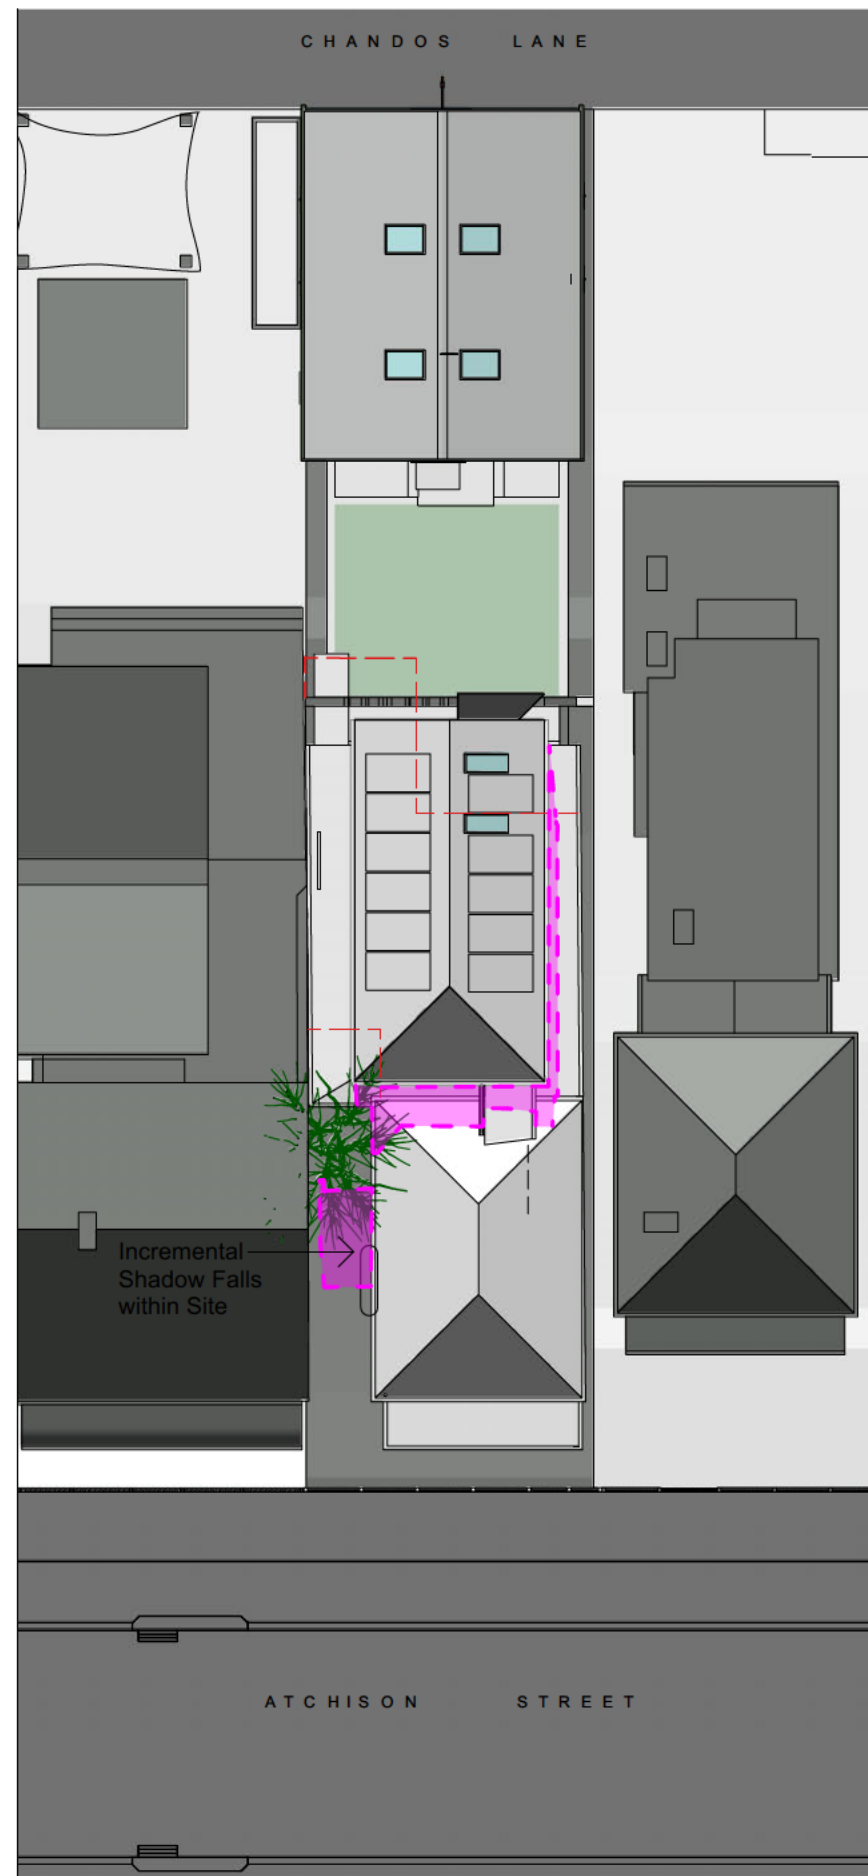 CHANDOS LANE
Incremental
Shadow Falls
within Site
ATCHISON STREET